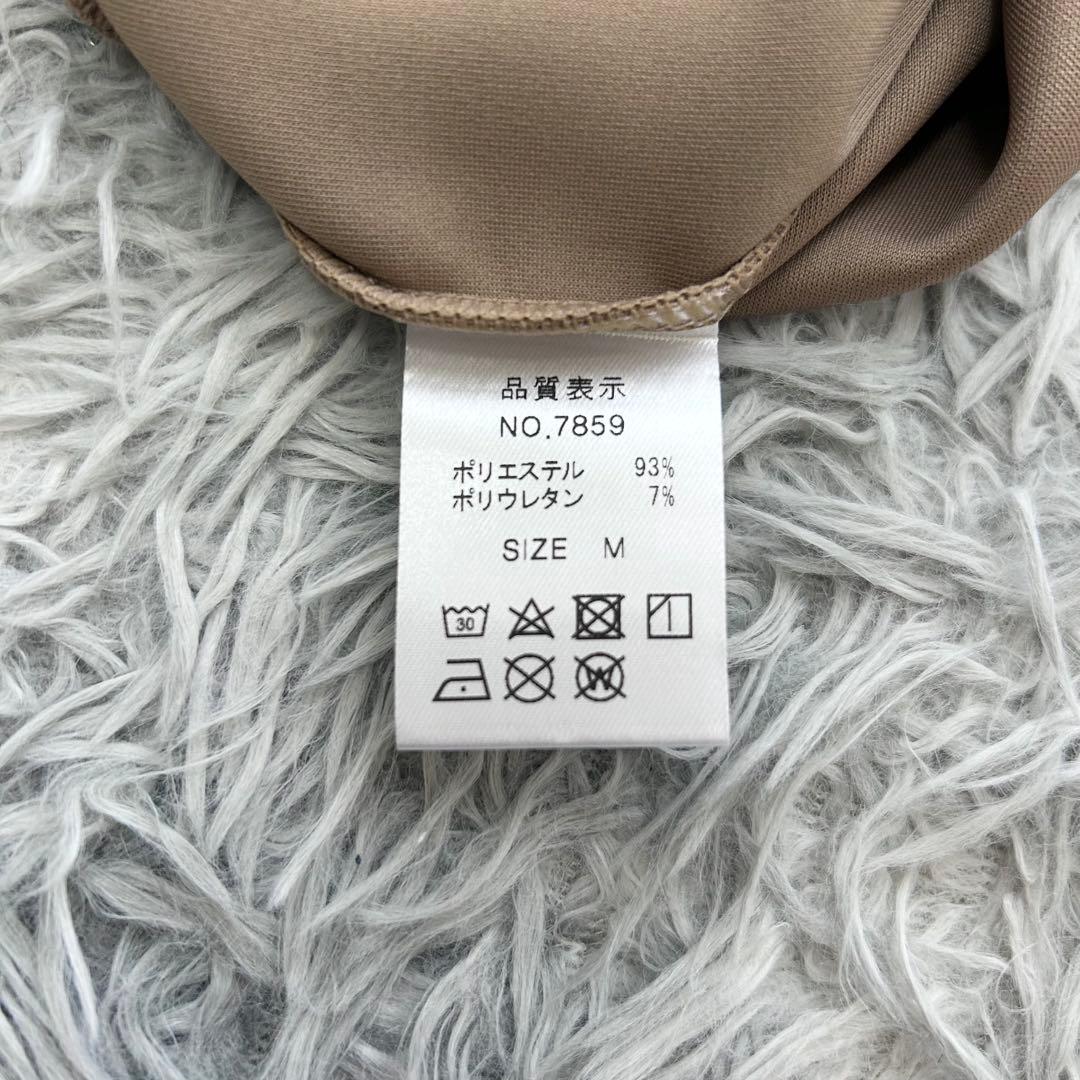 品質表示
NO.7859
ポリエステル 93%
ポリウレタン 7%
SIZE M
30
W